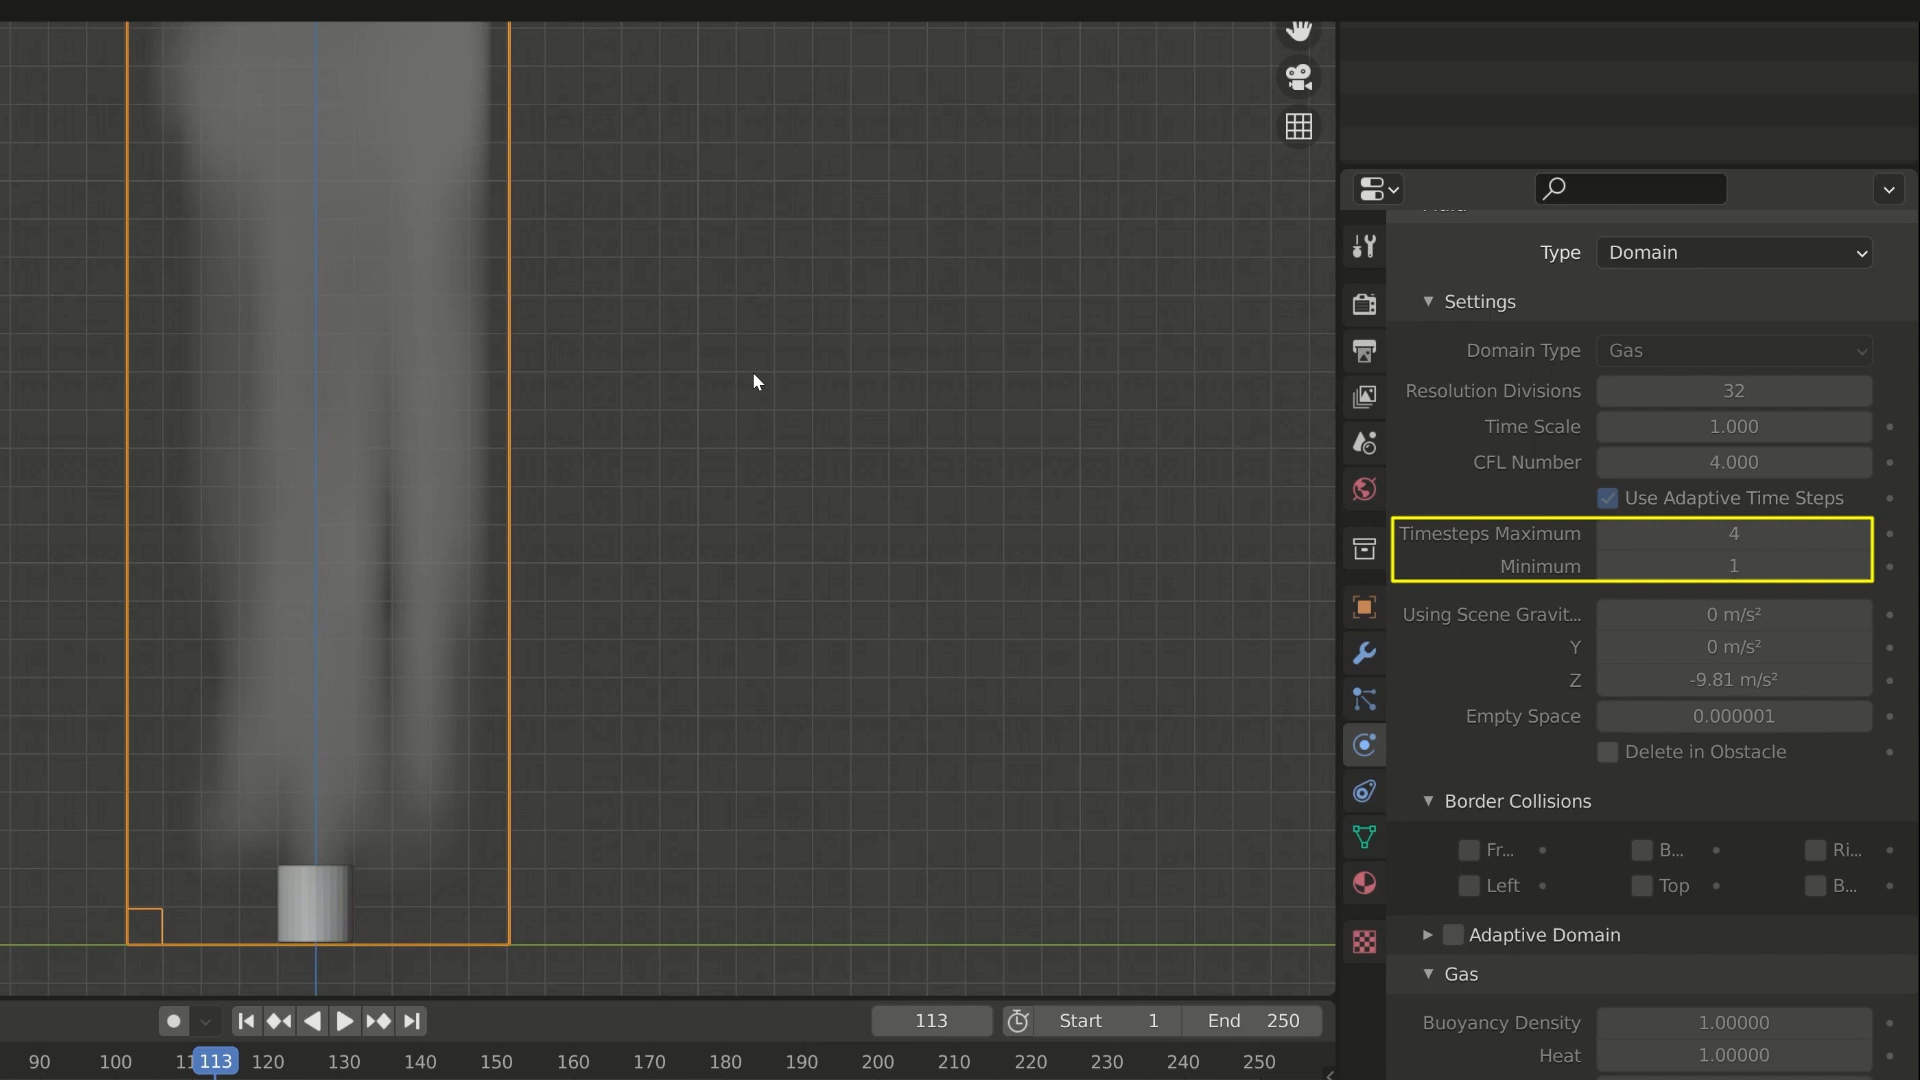 Type Domain
Settings
Domain Type Gas
Resolution Divisions 32
Time Scale 1.000
CFL Number 4.000
Use Adaptive Time Steps
Timesteps Maximum 4
Minimum 1
Using Scene Gravit... 0 m/s²
Y 0 m/s²
Z -9.81 m/s²
Empty Space 0.000001
Delete in Obstacle
Border Collisions
Fr... B... Ri...
Left Top B...
Adaptive Domain
Gas
Buoyancy Density 1.00000
Heat 1.00000
113 Start 1 End 250
90 100 113 120 130 140 150 160 170 180 190 200 210 220 230 240 250